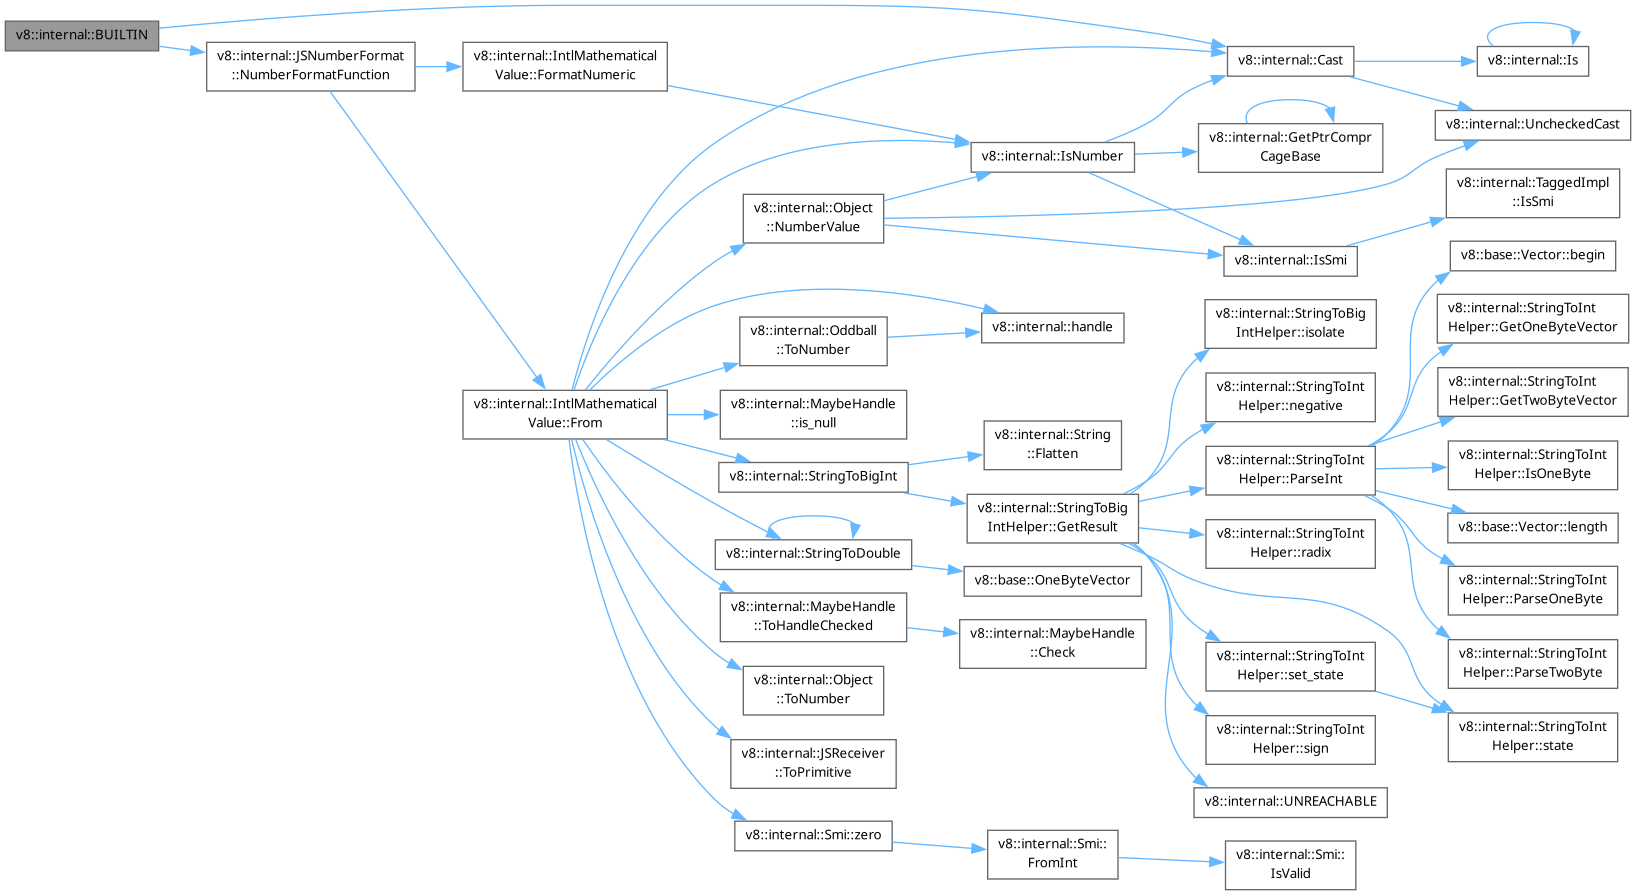 v8::internal::BUILTIN
v8::internal::JSNumberFormat
::NumberFormatFunction
v8::internal::IntlMathematical
Value::FormatNumeric
v8::internal::IntlMathematical
Value::From
v8::internal::Object
::NumberValue
v8::internal::Oddball
::ToNumber
v8::internal::MaybeHandle
::is_null
v8::internal::StringToBigInt
v8::internal::StringToDouble
v8::internal::MaybeHandle
::ToHandleChecked
v8::internal::Object
::ToNumber
v8::internal::JSReceiver
::ToPrimitive
v8::internal::Smi::zero
v8::internal::IsNumber
v8::internal::handle
v8::internal::String
::Flatten
v8::internal::StringToBig
IntHelper::GetResult
v8::base::OneByteVector
v8::internal::MaybeHandle
::Check
v8::internal::Smi::
FromInt
v8::internal::Cast
v8::internal::GetPtrCompr
CageBase
v8::internal::IsSmi
v8::internal::StringToBig
IntHelper::isolate
v8::internal::StringToInt
Helper::negative
v8::internal::StringToInt
Helper::ParseInt
v8::internal::StringToInt
Helper::radix
v8::internal::StringToInt
Helper::set_state
v8::internal::StringToInt
Helper::sign
v8::internal::UNREACHABLE
v8::internal::Smi::
IsValid
v8::internal::Is
v8::internal::UncheckedCast
v8::internal::TaggedImpl
::IsSmi
v8::base::Vector::begin
v8::internal::StringToInt
Helper::GetOneByteVector
v8::internal::StringToInt
Helper::GetTwoByteVector
v8::internal::StringToInt
Helper::IsOneByte
v8::base::Vector::length
v8::internal::StringToInt
Helper::ParseOneByte
v8::internal::StringToInt
Helper::ParseTwoByte
v8::internal::StringToInt
Helper::state